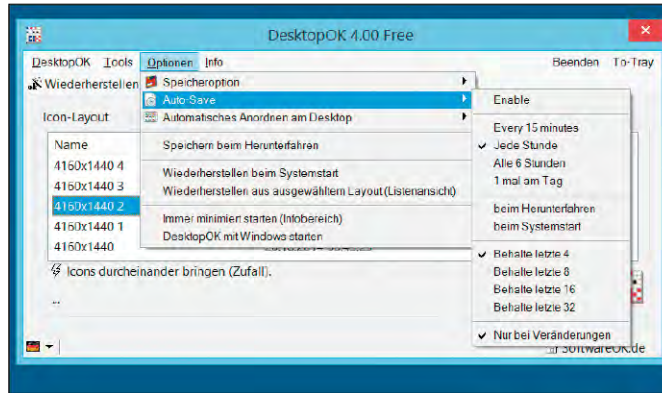 DesktopOK 4.00 Free
DesktopOK Tools Optionen Info Beenden To-Tray
Wiederherstellen
Speicheroption
Auto-Save
Automatisches Anordnen am Desktop
Speichern beim Herunterfahren
Wiederherstellen beim Systemstart
Wiederherstellen aus ausgewähltem Layout (Listenansicht)
Immer minimiert starten (Infobereich)
DesktopOK mit Windows starten
Enable
Every 15 minutes
Jede Stunde
Alle 6 Stunden
1 mal am Tag
beim Herunterfahren
beim Systemstart
Behalte letzte 4
Behalte letzte 8
Behalte letzte 16
Behalte letzte 32
Nur bei Veränderungen
Icon-Layout
Name
4160x1440 4
4160x1440 3
4160x1440 2
4160x1440 1
4160x1440
Icons durcheinander bringen (Zufall).
...
SoftwareOK.de